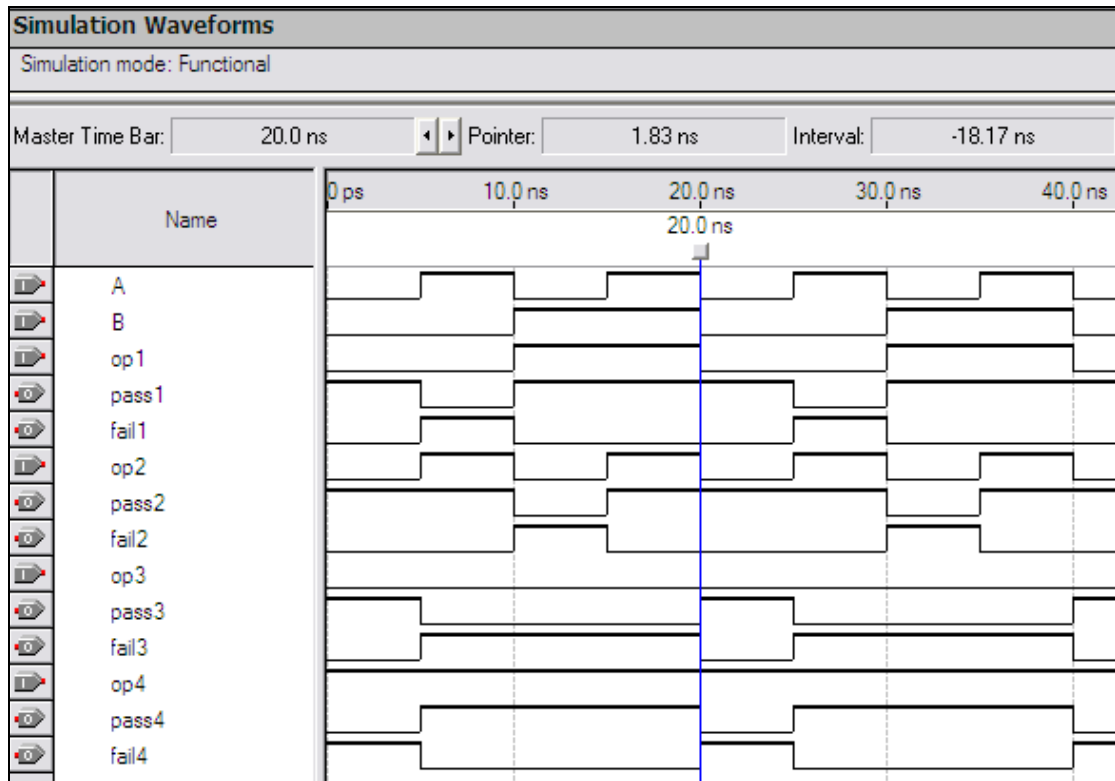 Simulation Waveforms
Simulation mode: Functional
Master Time Bar: 20.0 ns Pointer: 1.83 ns Interval: -18.17 ns
Name
0 ps 10.0 ns 20.0 ns 30.0 ns 40.0 ns
20.0 ns
A
B
op1
pass1
fail1
op2
pass2
fail2
op3
pass3
fail3
op4
pass4
fail4